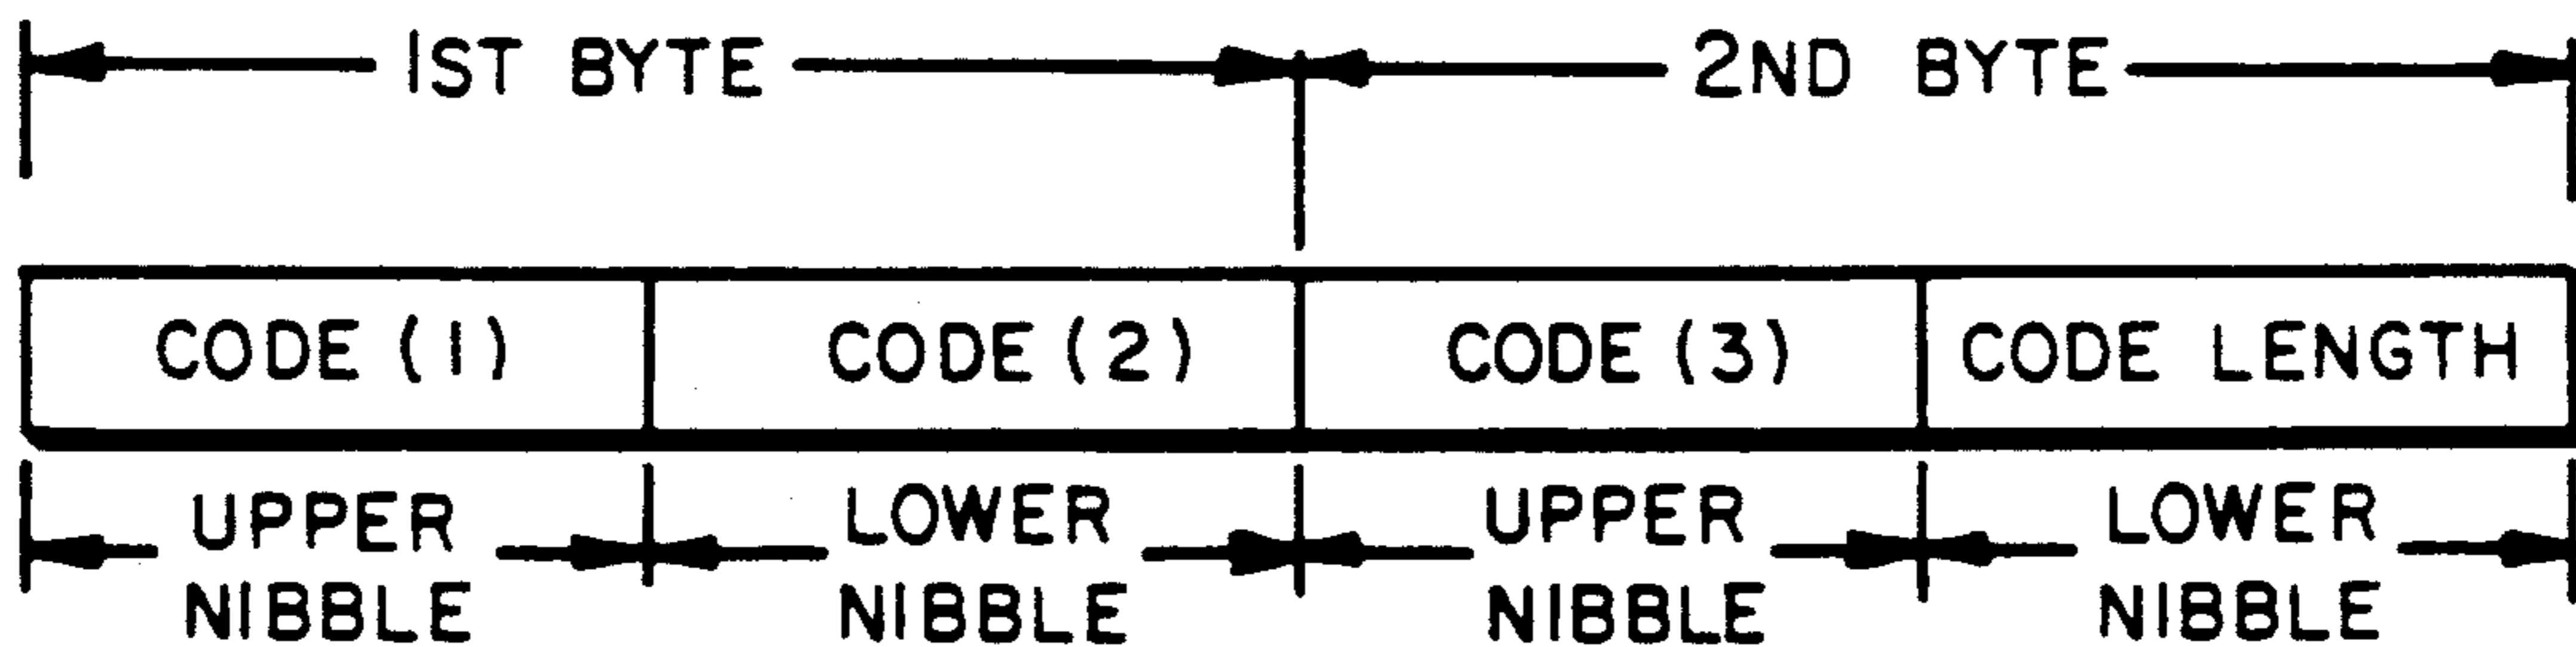 1ST BYTE 2ND BYTE
CODE (1) CODE (2) CODE (3) CODE LENGTH
UPPER LOWER UPPER LOWER
NIBBLE NIBBLE NIBBLE NIBBLE